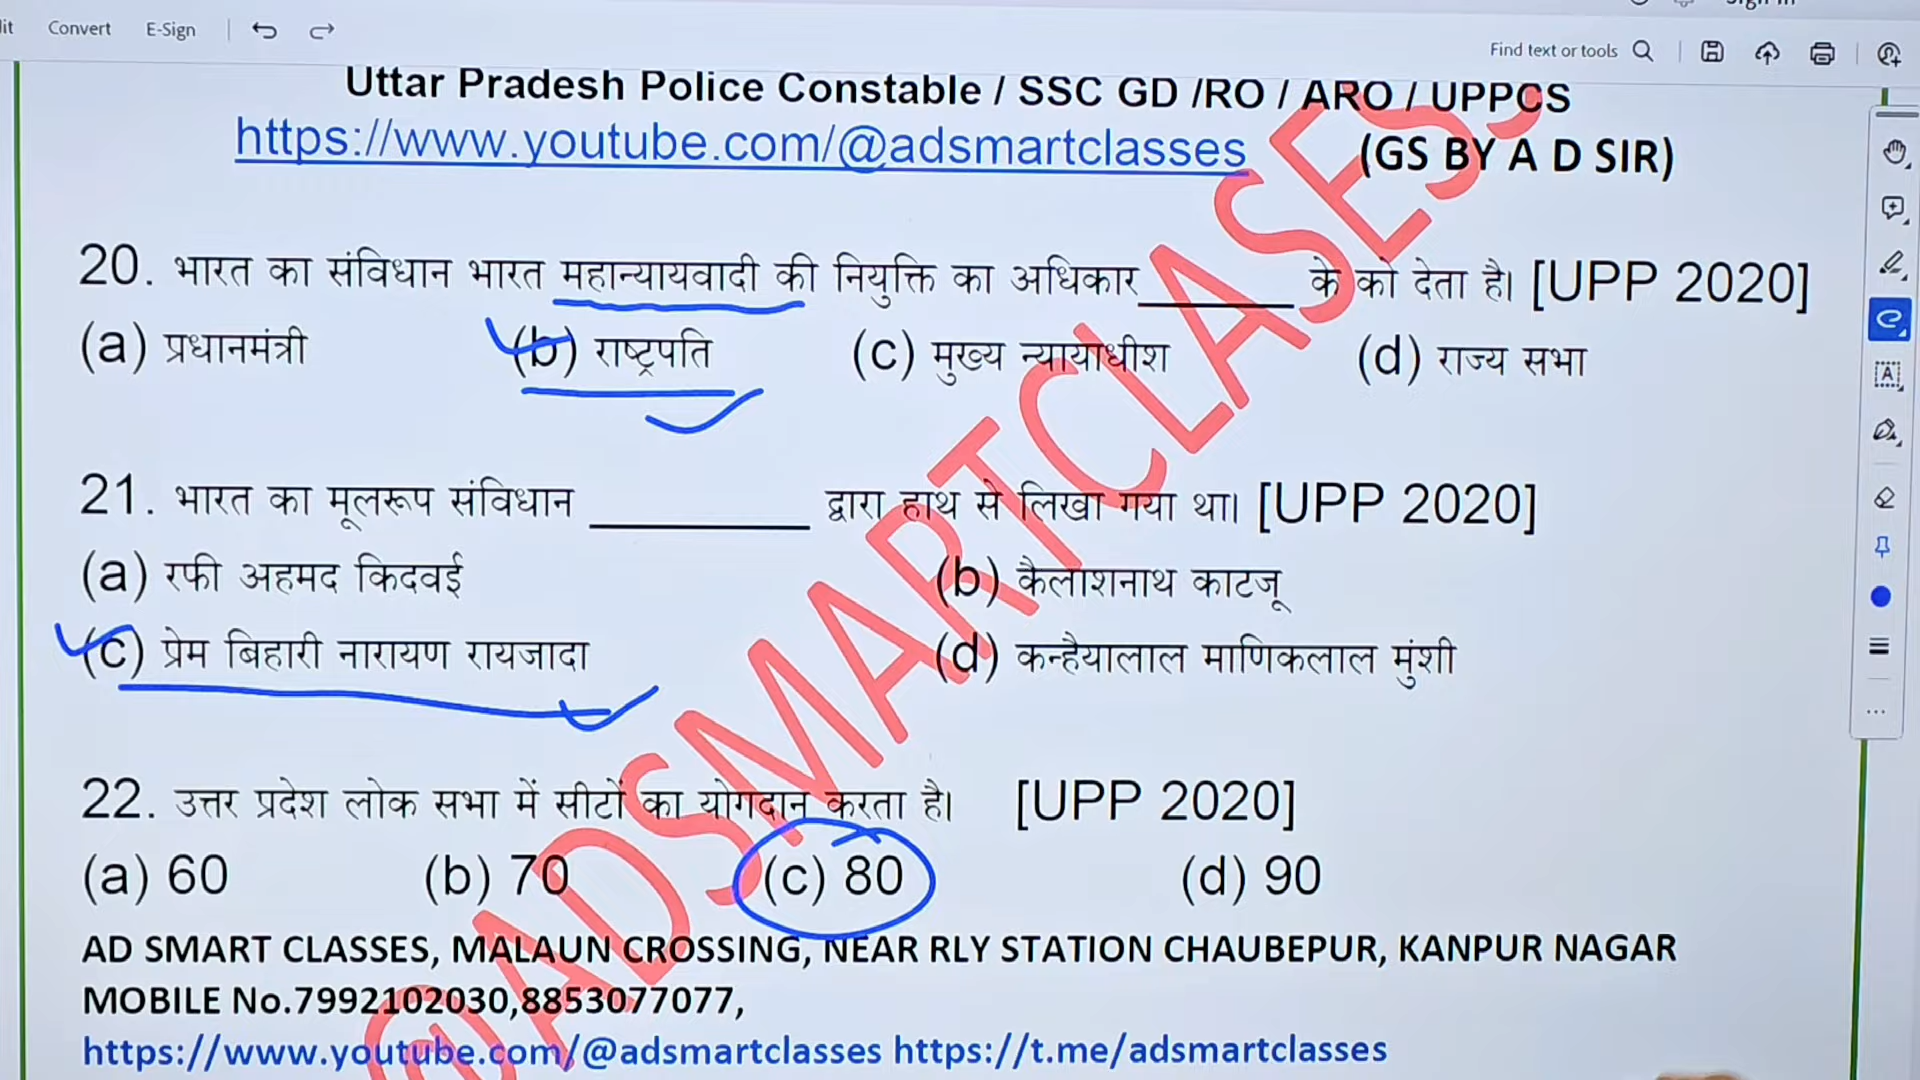 Convert E-Sign
Find text or tools
Uttar Pradesh Police Constable / SSC GD /RO / ARO / UPPCS
https://www.youtube.com/@adsmartclasses (GS BY A D SIR)
20. भारत का संविधान भारत महान्यायवादी की नियुक्ति का अधिकार________ के को देता है। [UPP 2020]
(a) प्रधानमंत्री (b) राष्ट्रपति (c) मुख्य न्यायाधीश (d) राज्य सभा
21. भारत का मूलरूप संविधान ________ द्वारा हाथ से लिखा गया था। [UPP 2020]
(a) रफी अहमद किदवई (b) कैलाशनाथ काटजू
(c) प्रेम बिहारी नारायण रायजादा (d) कन्हैयालाल माणिकलाल मुंशी
22. उत्तर प्रदेश लोक सभा में सीटों का योगदान करता है। [UPP 2020]
(a) 60 (b) 70 (c) 80 (d) 90
AD SMART CLASSES, MALAUN CROSSING, NEAR RLY STATION CHAUBEPUR, KANPUR NAGAR
MOBILE No.7992102030,8853077077,
https://www.youtube.com/@adsmartclasses https://t.me/adsmartclasses
@ADSMARTCLASES